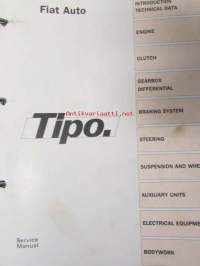 Fiat Auto
INTRODUCTION
TECHNICAL DATA
ENGINE
CLUTCH
GEARBOX
DIFFERENTIAL
BRAKING SYSTEM
Tipo.
STEERING
SUSPENSION AND WHE
AUXILIARY UNITS
ELECTRICAL EQUIPME
BODYWORK
Service
Manual
Antikvariaatti.net